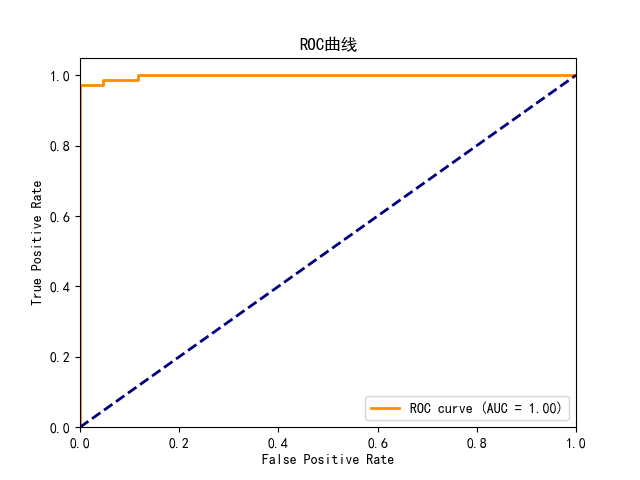 ROC曲线
True Positive Rate
1.0
0.8
0.6
0.4
0.2
0.0
ROC curve (AUC = 1.00)
0.0 0.2 0.4 0.6 0.8 1.0
False Positive Rate